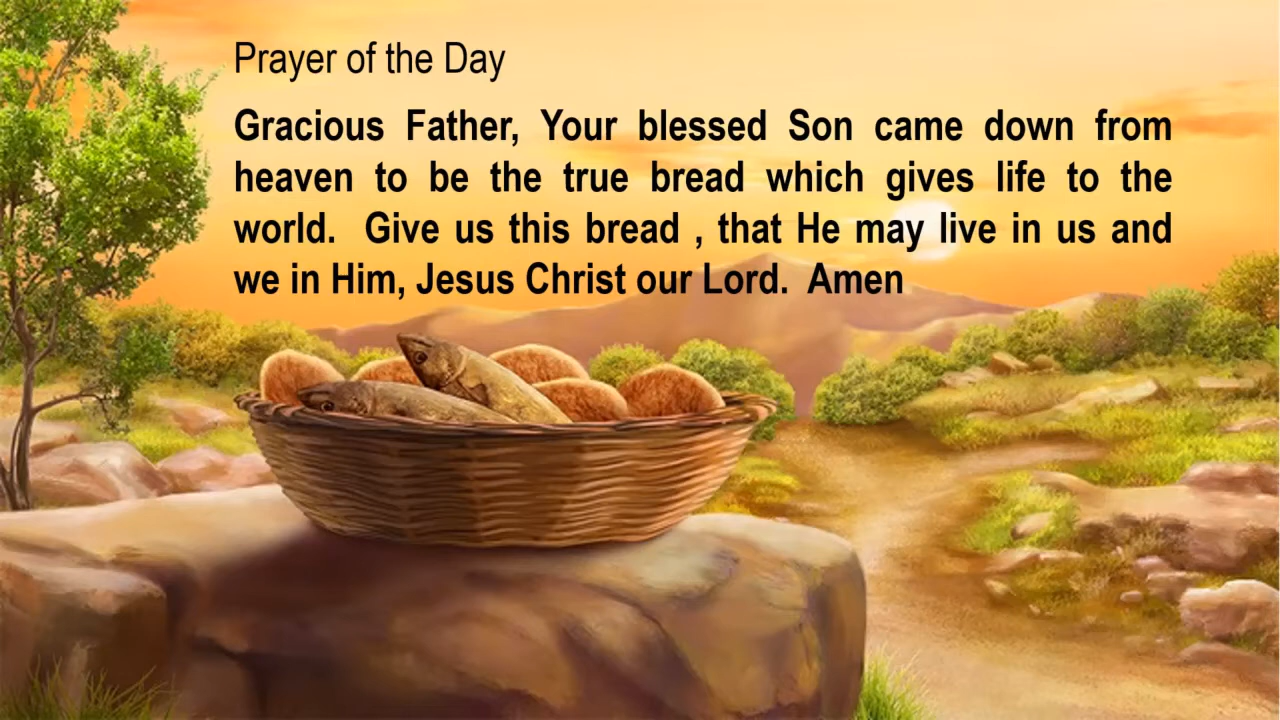 Prayer of the Day
Gracious Father, Your blessed Son came down from
heaven to be the true bread which gives life to the
world.  Give us this bread , that He may live in us and
we in Him, Jesus Christ our Lord.  Amen